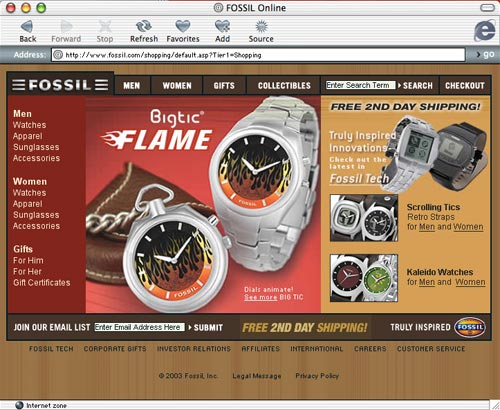 FOSSIL Online
Back Forward Stop Refresh Favorites Add Source
Address: http://www.fossil.com/shopping/default.asp?Tier1=Shopping go
FOSSIL MEN WOMEN GIFTS COLLECTIBLES Enter Search Term SEARCH CHECKOUT
Men
Watches
Apparel
Sunglasses
Accessories
Women
Watches
Apparel
Sunglasses
Accessories
Gifts
For Him
For Her
Gift Certificates
Bigtic®
FLAME
FOSSIL
FOSSIL
Dials animate!
See more BIG TIC
FREE 2ND DAY SHIPPING!
Truly Inspired
Innovations
Check out the
latest in
Fossil Tech
Scrolling Tics
Retro Straps
for Men and Women
Kaleido Watches
for Men and Women
JOIN OUR EMAIL LIST Enter Email Address Here SUBMIT FREE 2ND DAY SHIPPING! TRULY INSPIRED FOSSIL
FOSSIL TECH CORPORATE GIFTS INVESTOR RELATIONS AFFILIATES INTERNATIONAL CAREERS CUSTOMER SERVICE
© 2003 Fossil, Inc. Legal Message Privacy Policy
Internet zone